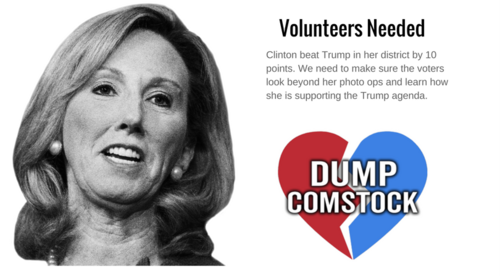 Volunteers Needed
Clinton beat Trump in her district by 10
points. We need to make sure the voters
look beyond her photo ops and learn how
she is supporting the Trump agenda.
DUMP
COMSTOCK